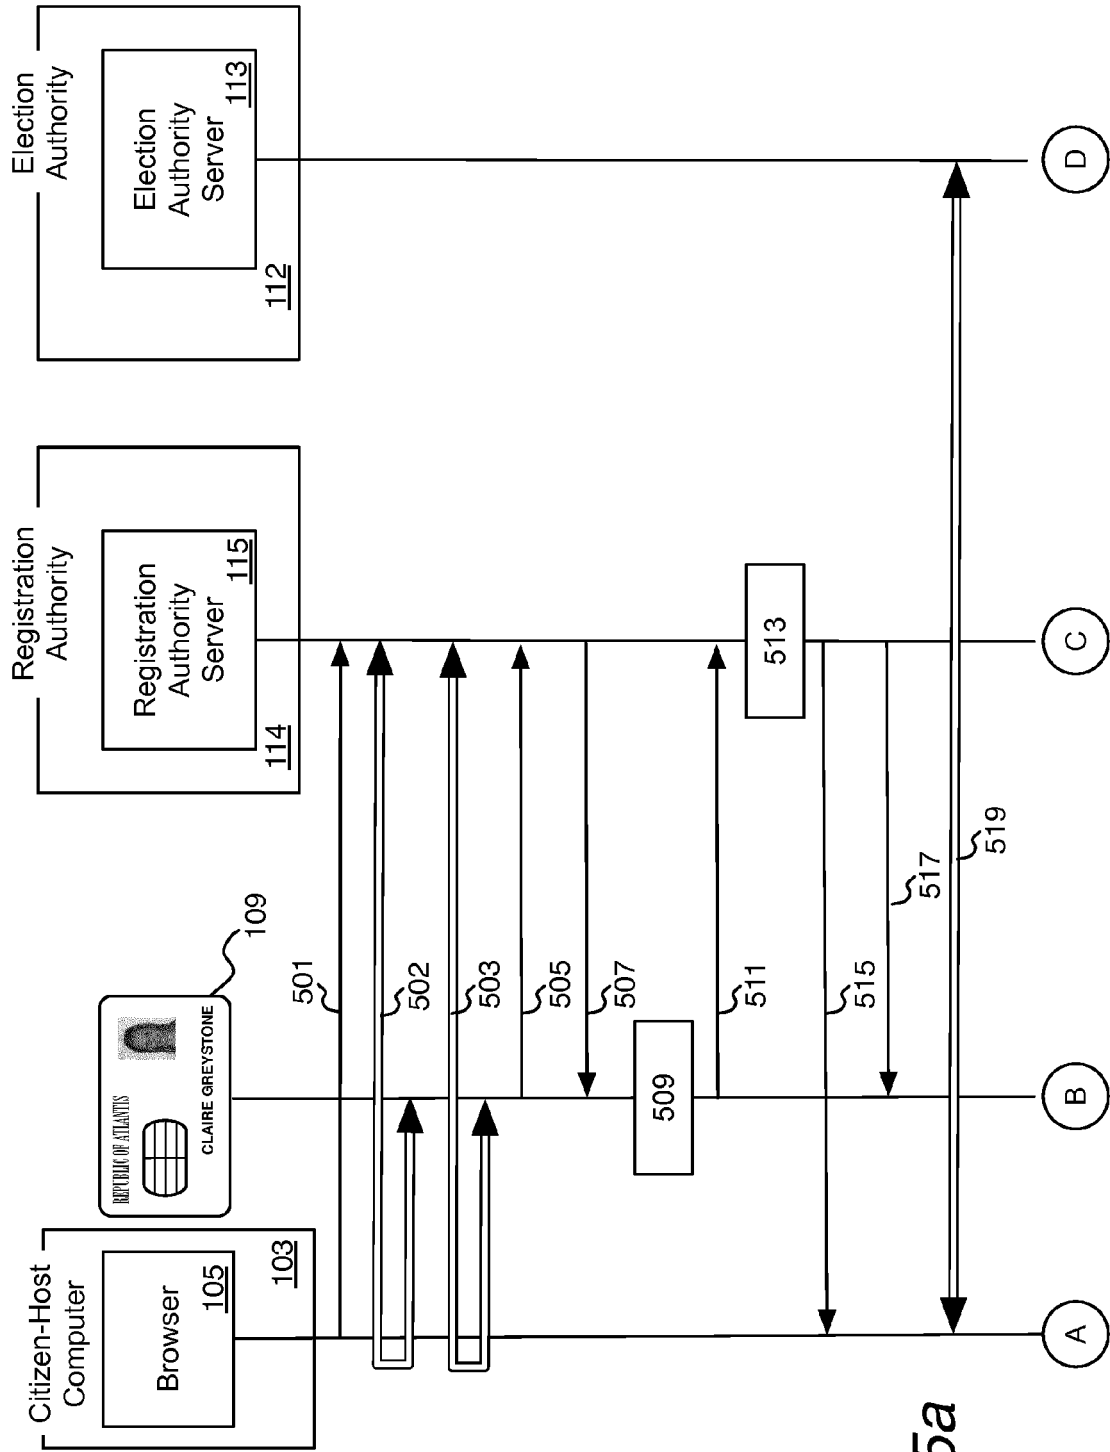 Citizen-Host
Computer
Browser
105
103
REPUBLIC OF ATLANTIS
CLAIRE GREYSTONE
109
Registration
Authority
Registration
Authority
Server
115
114
Election
Authority
Election
Authority
Server
113
112
501
502
503
505
507
509
511
513
515
517
519
A
B
C
D
5a